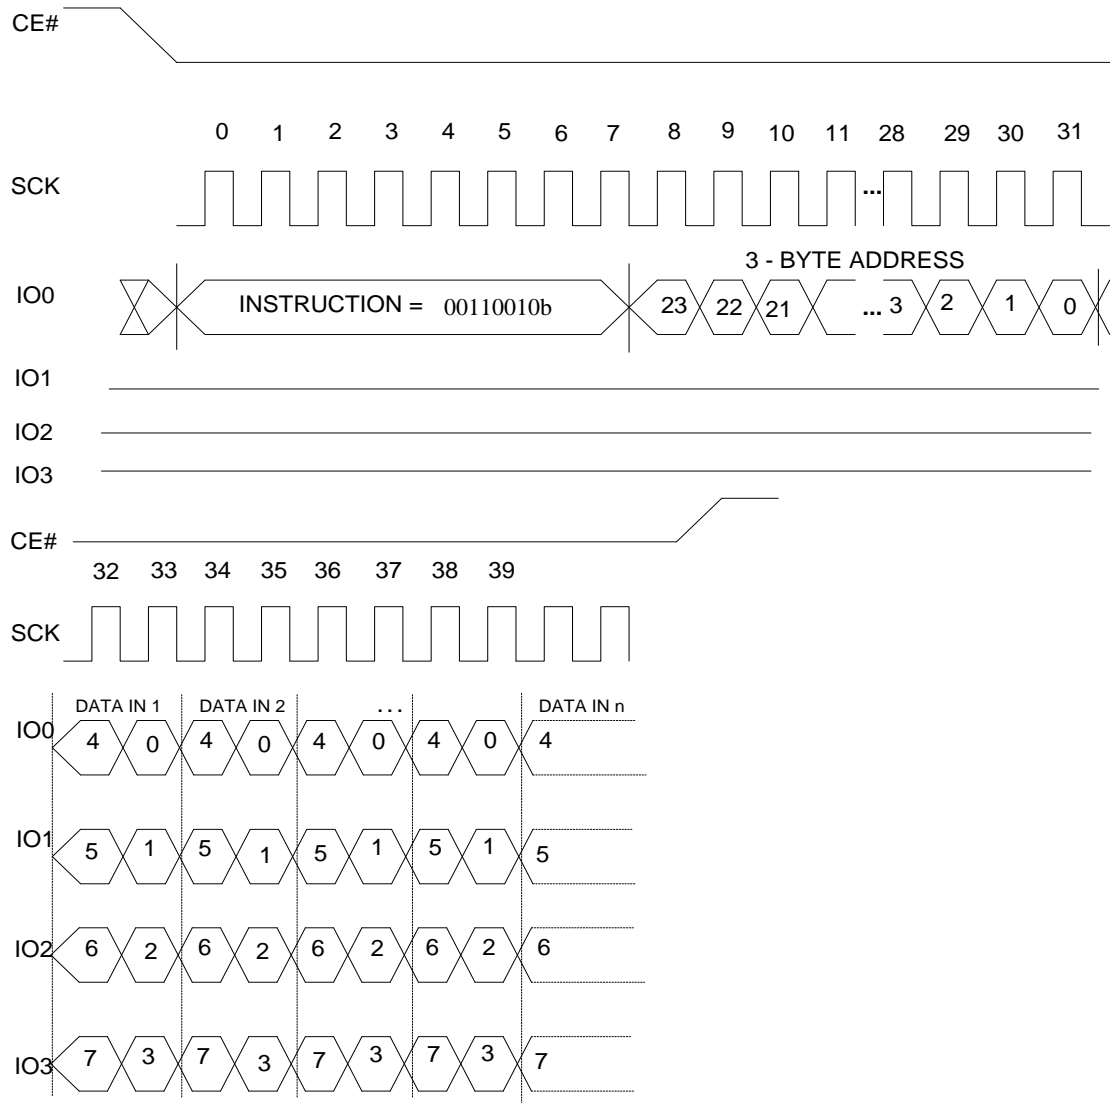 CE#
0 1 2 3 4 5 6 7 8 9 10 11 28 29 30 31
SCK ...
3 - BYTE ADDRESS
IO0 INSTRUCTION = 00110010b 23 22 21 ... 3 2 1 0
IO1
IO2
IO3
CE#
32 33 34 35 36 37 38 39
SCK
DATA IN 1 DATA IN 2 ... DATA IN n
IO0 4 0 4 0 4 0 4 0 4
IO1 5 1 5 1 5 1 5 1 5
IO2 6 2 6 2 6 2 6 2 6
IO3 7 3 7 3 7 3 7 3 7